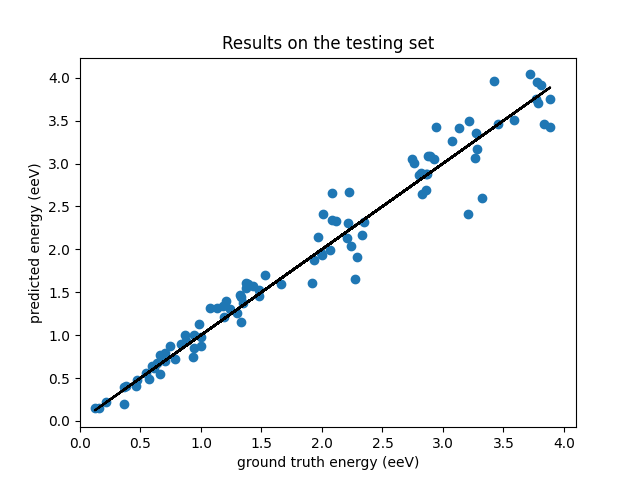 Results on the testing set
4.0
3.5
3.0
2.5
2.0
1.5
1.0
0.5
0.0
predicted energy (eeV)
0.0 0.5 1.0 1.5 2.0 2.5 3.0 3.5 4.0
ground truth energy (eeV)